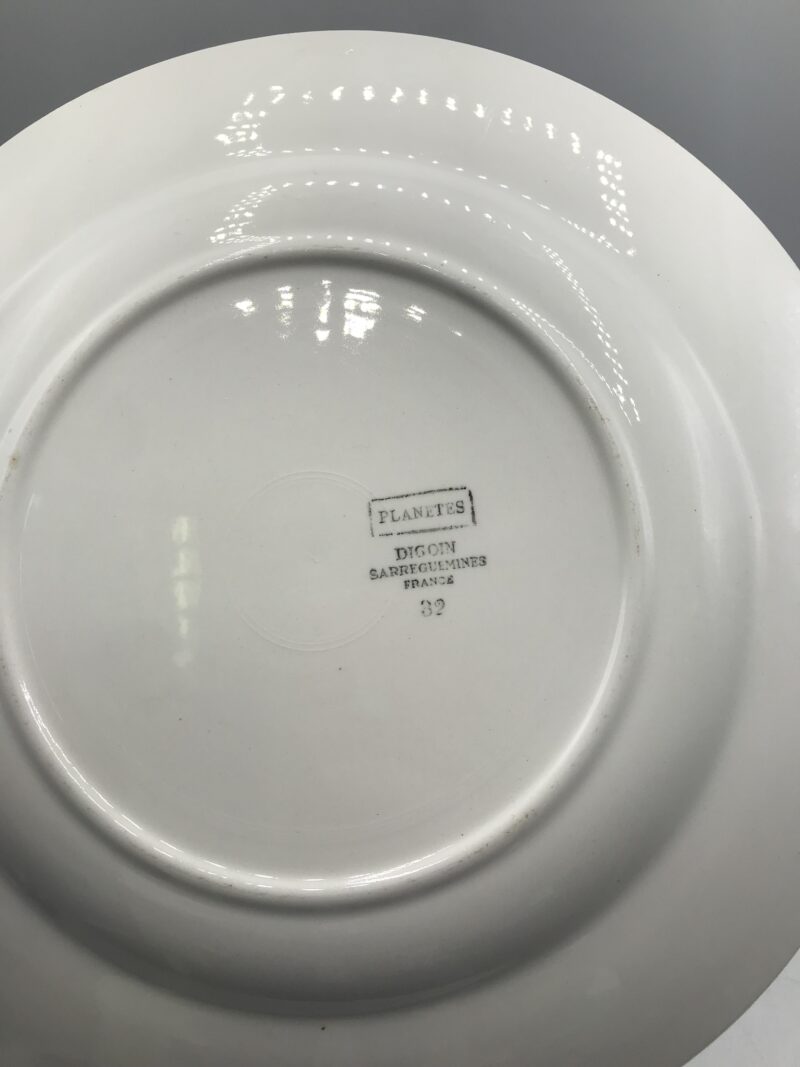 PLANETES
DIGOIN
SARREGUEMINES
FRANCE
32